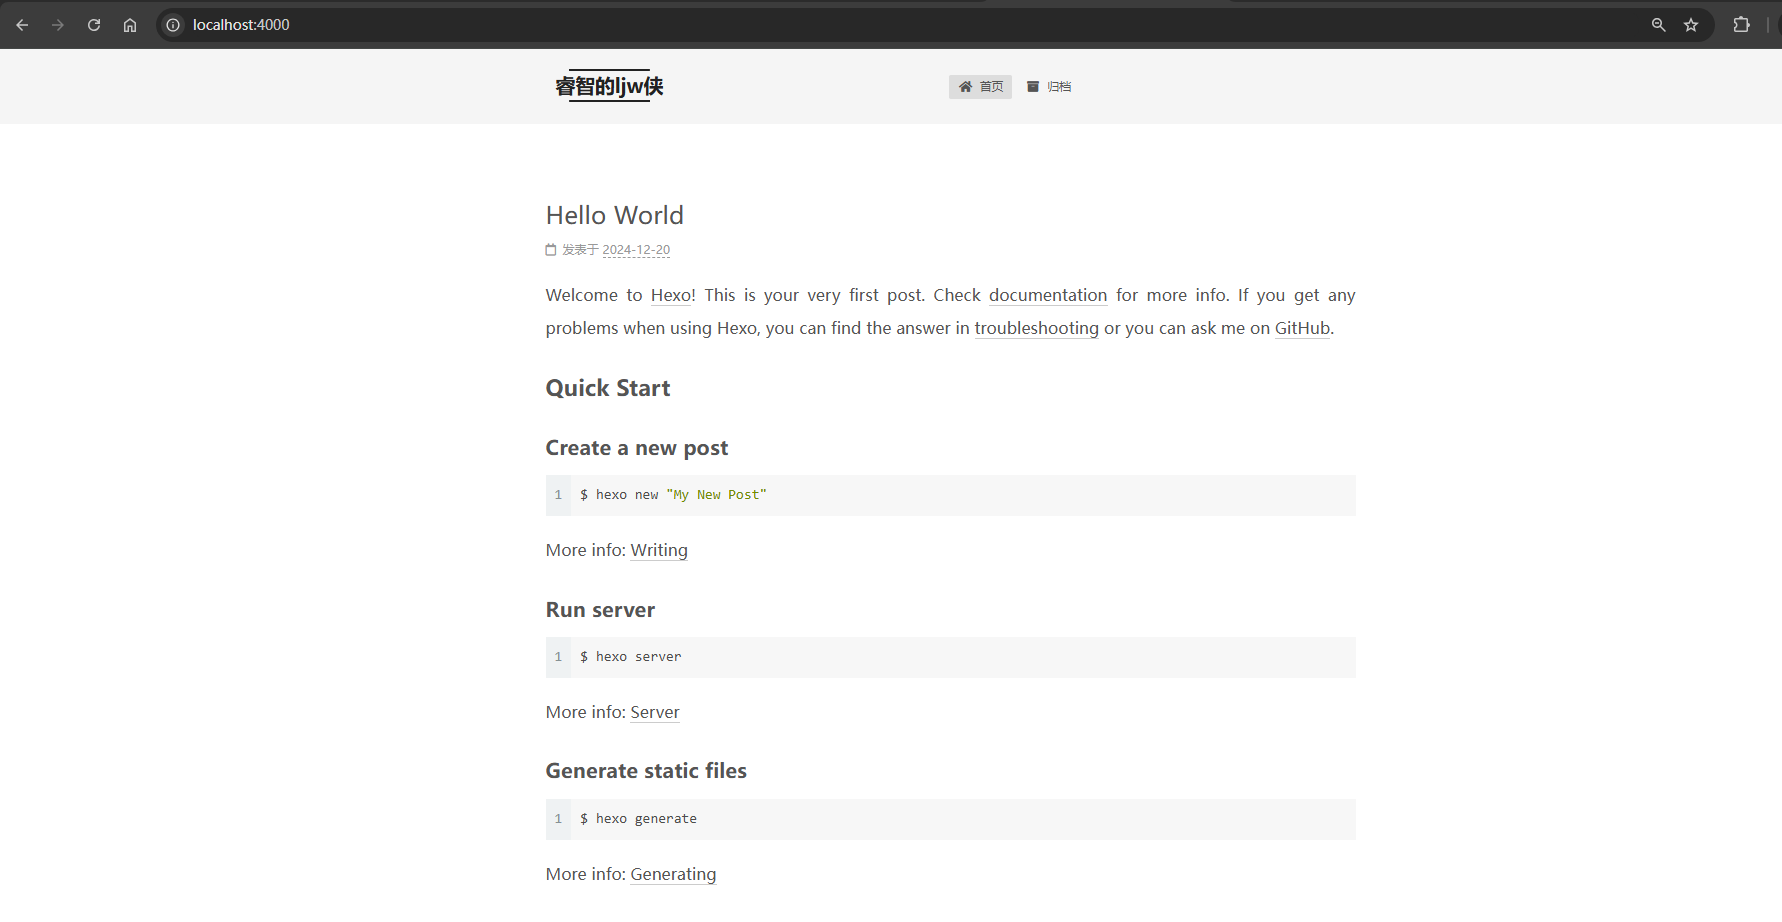 localhost:4000
睿智的ljw侠
首页 归档
Hello World
发表于 2024-12-20
Welcome to Hexo! This is your very first post. Check documentation for more info. If you get any
problems when using Hexo, you can find the answer in troubleshooting or you can ask me on GitHub.
Quick Start
Create a new post
1 $ hexo new "My New Post"
More info: Writing
Run server
1 $ hexo server
More info: Server
Generate static files
1 $ hexo generate
More info: Generating